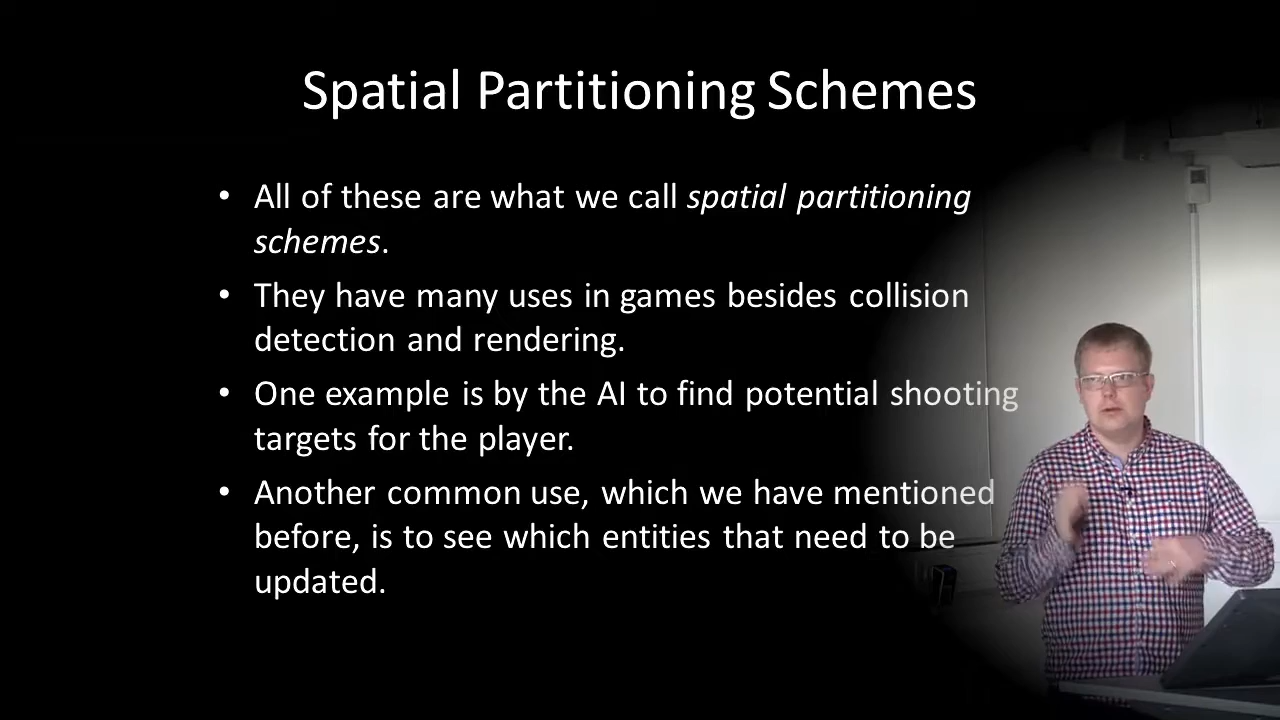 Spatial Partitioning Schemes
• All of these are what we call spatial partitioning
schemes.
• They have many uses in games besides collision
detection and rendering.
• One example is by the AI to find potential shooting
targets for the player.
• Another common use, which we have mentioned
before, is to see which entities that need to be
updated.